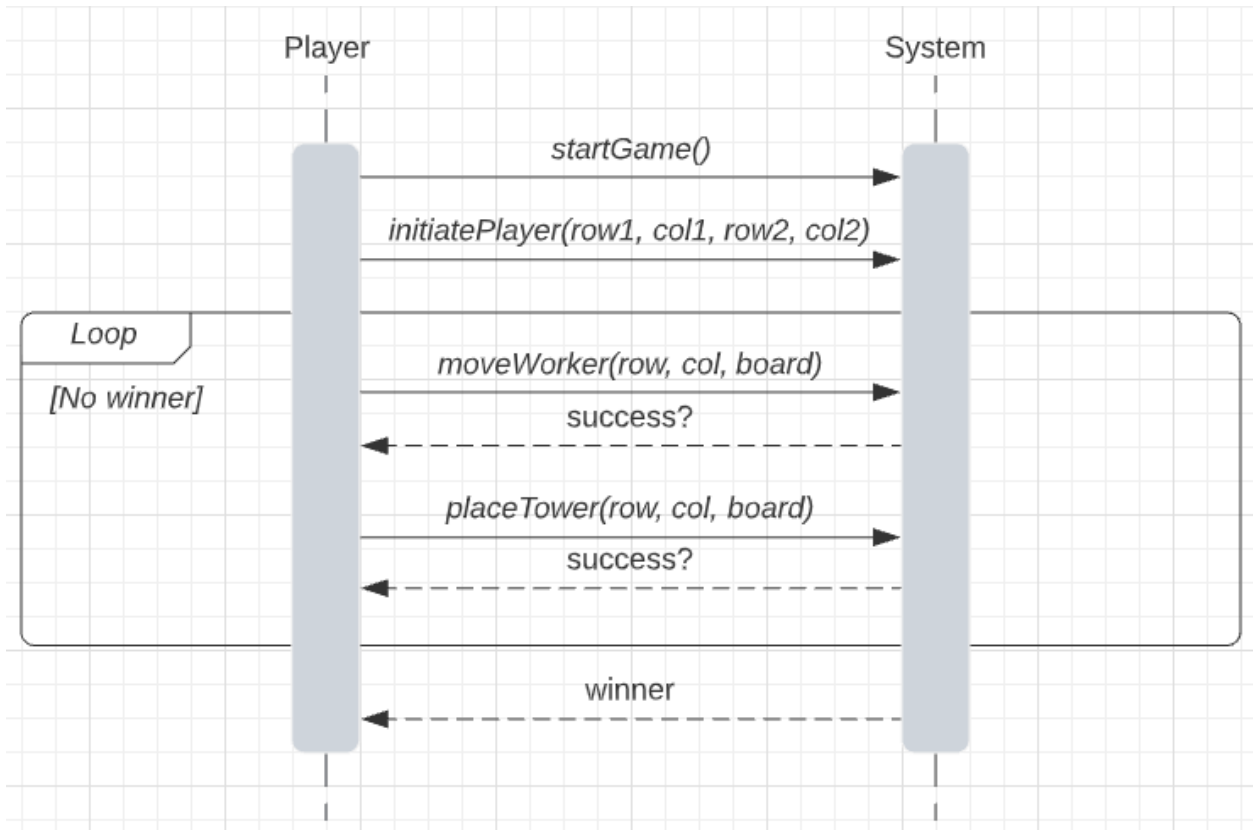 Player
System
startGame()
initiatePlayer(row1, col1, row2, col2)
Loop
[No winner]
moveWorker(row, col, board)
success?
placeTower(row, col, board)
success?
winner